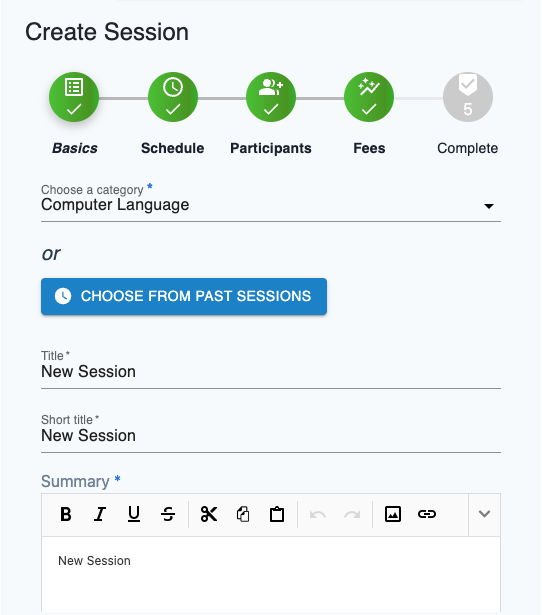 Create Session
5
Basics Schedule Participants Fees Complete
Choose a category *
Computer Language
or
CHOOSE FROM PAST SESSIONS
Title *
New Session
Short title *
New Session
Summary *
B I U S
New Session